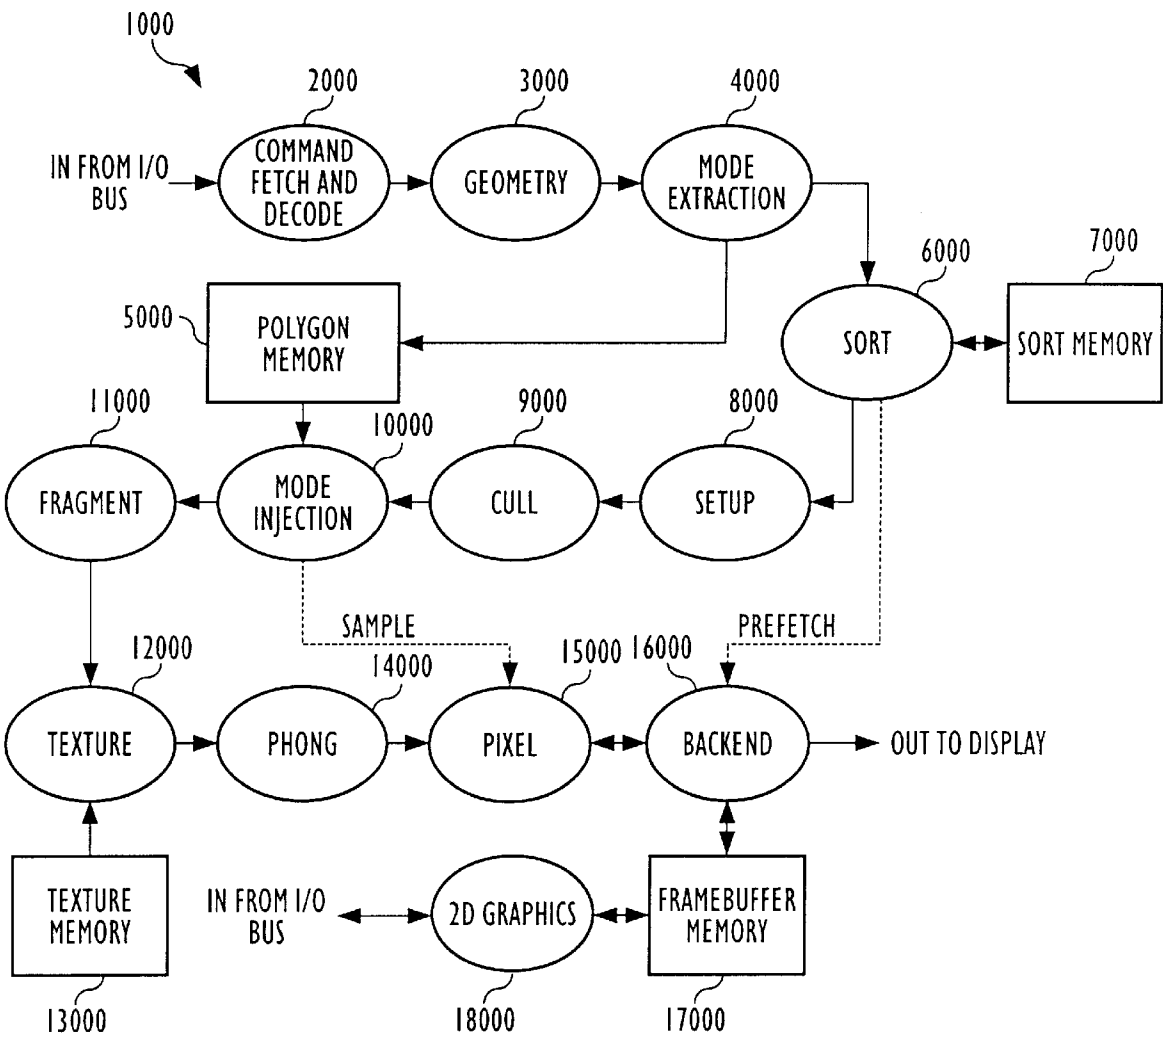 1000
2000
3000
4000
IN FROM I/O
BUS
COMMAND
FETCH AND
DECODE
GEOMETRY
MODE
EXTRACTION
6000
7000
5000
POLYGON
MEMORY
SORT
SORT MEMORY
11000
10000
9000
8000
FRAGMENT
MODE
INJECTION
CULL
SETUP
SAMPLE
PREFETCH
12000
14000
15000
16000
TEXTURE
PHONG
PIXEL
BACKEND
OUT TO DISPLAY
TEXTURE
MEMORY
IN FROM I/O
BUS
2D GRAPHICS
FRAMEBUFFER
MEMORY
13000
18000
17000